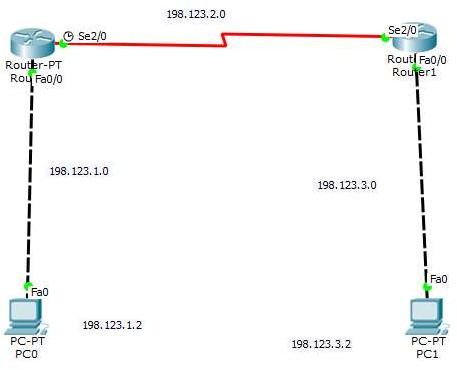 198.123.2.0
Se2/0
Se2/0
Router-PT
Rou
Fa0/0
Rout
Fa0/0
Router1
198.123.1.0
198.123.3.0
Fa0
Fa0
198.123.1.2
PC-PT
PC0
198.123.3.2
PC-PT
PC1